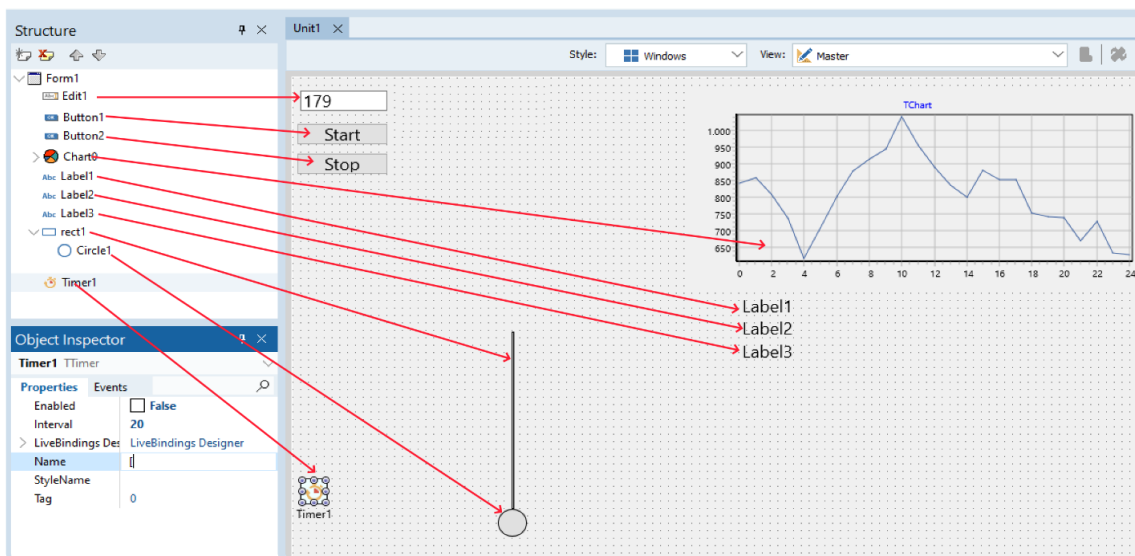 Structure
Form1
Edit1
Button1
Button2
Chart0
Abc Label1
Abc Label2
Abc Label3
rect1
Circle1
Timer1
Object Inspector
Timer1 TTimer
Properties Events
Enabled False
Interval 20
LiveBindings Des LiveBindings Designer
Name [
StyleName
Tag 0
Unit1
Style: Windows View: Master
179
Start
Stop
TChart
1.000
950
900
850
800
750
700
650
0 2 4 6 8 10 12 14 16 18 20 22 24
Label1
Label2
Label3
Timer1